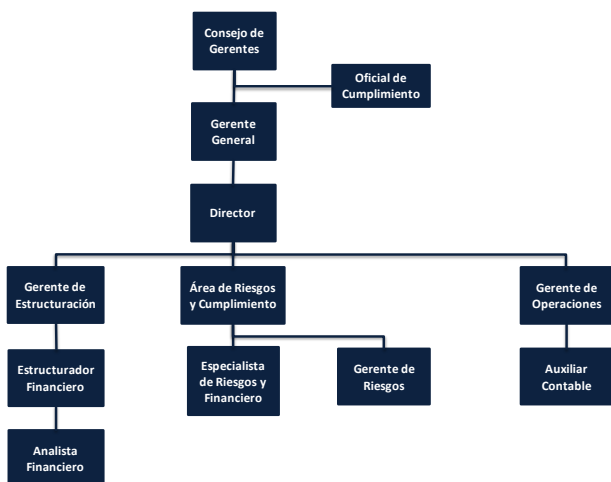 Consejo de
Gerentes
Oficial de
Cumplimiento
Gerente
General
Director
Gerente de
Estructuración
Área de Riesgos
y Cumplimiento
Gerente de
Operaciones
Estructurador
Financiero
Especialista
de Riesgos y
Financiero
Gerente de
Riesgos
Auxiliar
Contable
Analista
Financiero